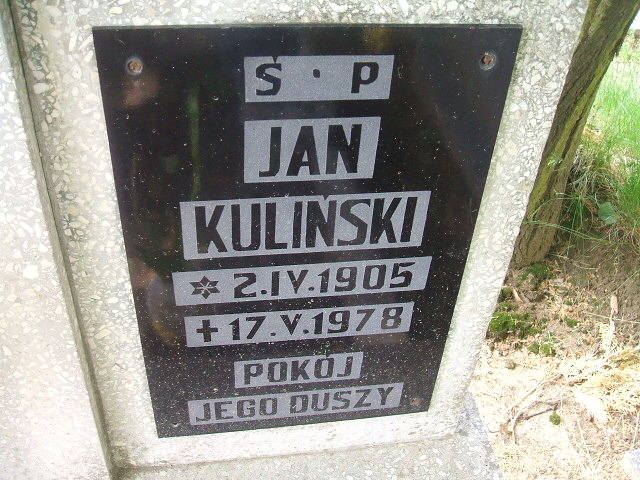 Ś • P
JAN
KULIŃSKI
✶ 2.IV.1905
✝ 17.V.1978
POKÓJ
JEGO DUSZY